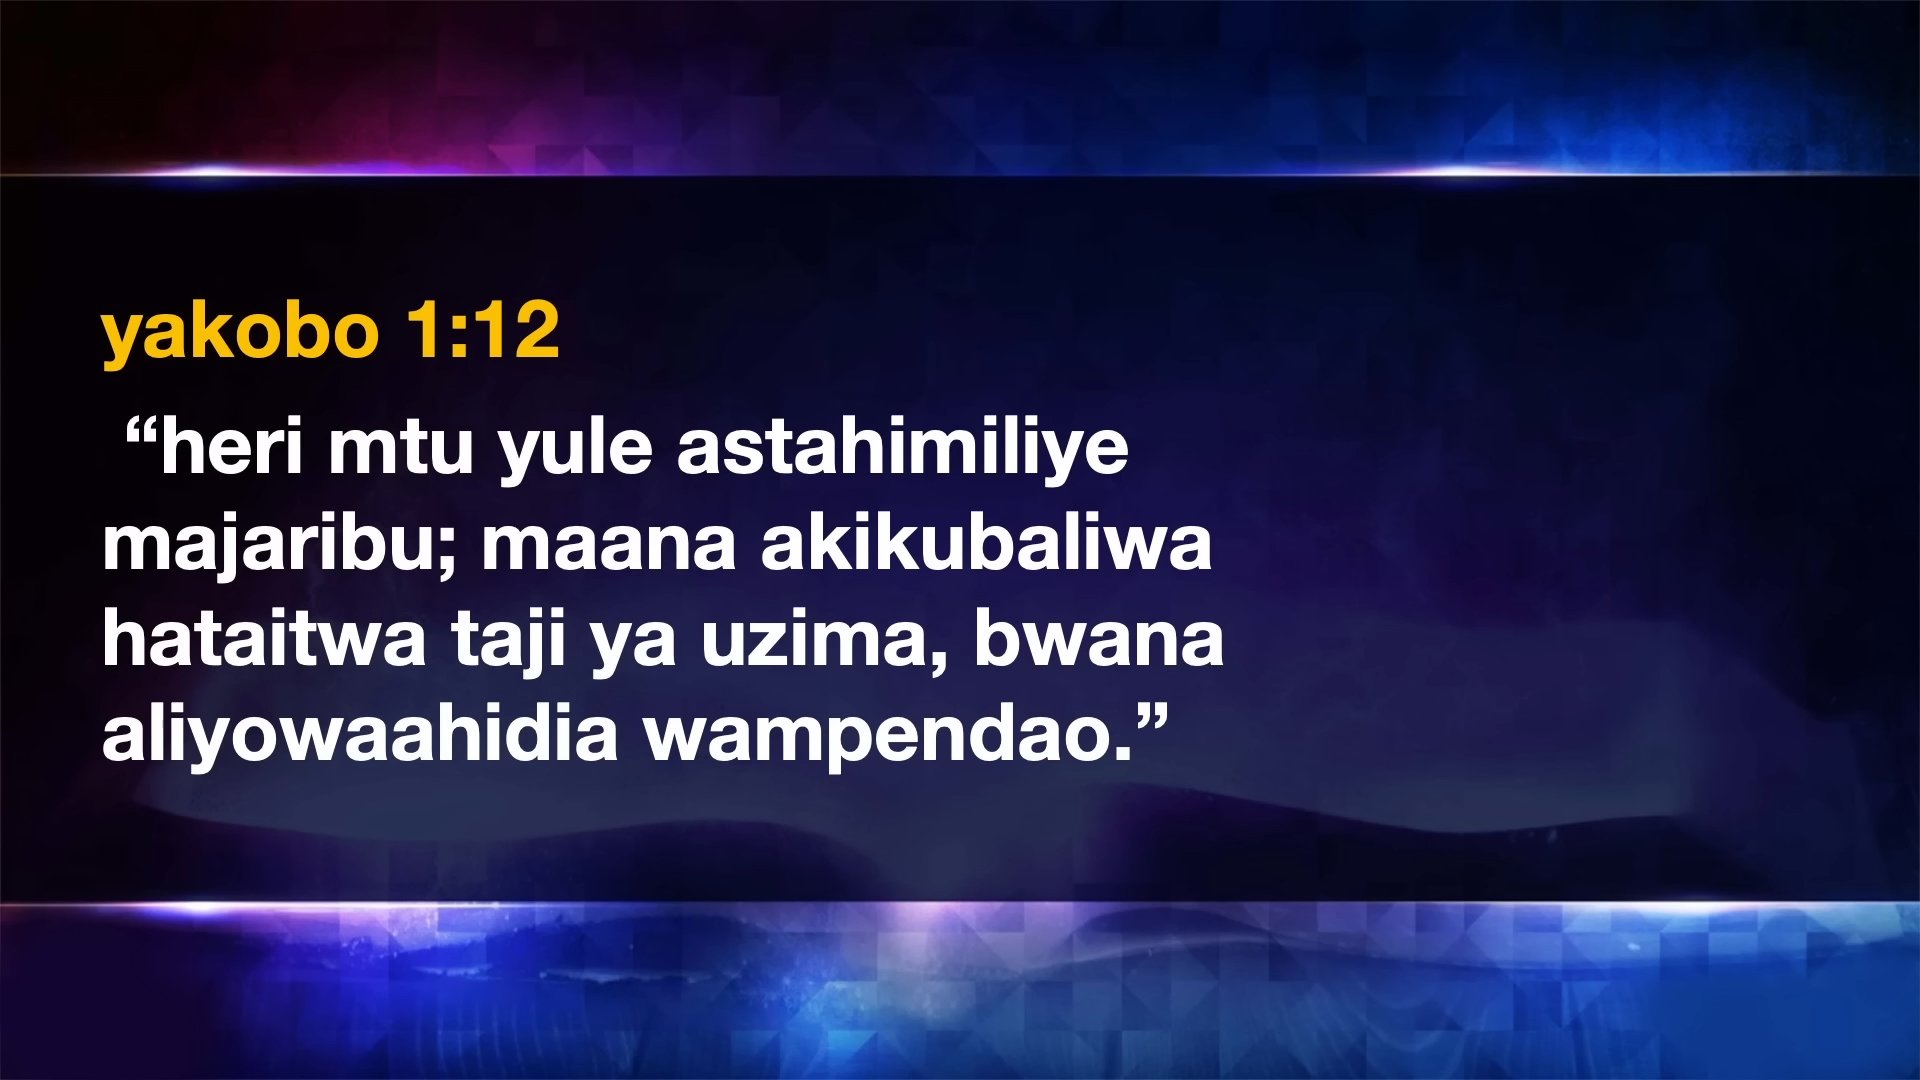 yakobo 1:12
“heri mtu yule astahimiliye
majaribu; maana akikubaliwa
hataitwa taji ya uzima, bwana
aliyowaahidia wampendao.”